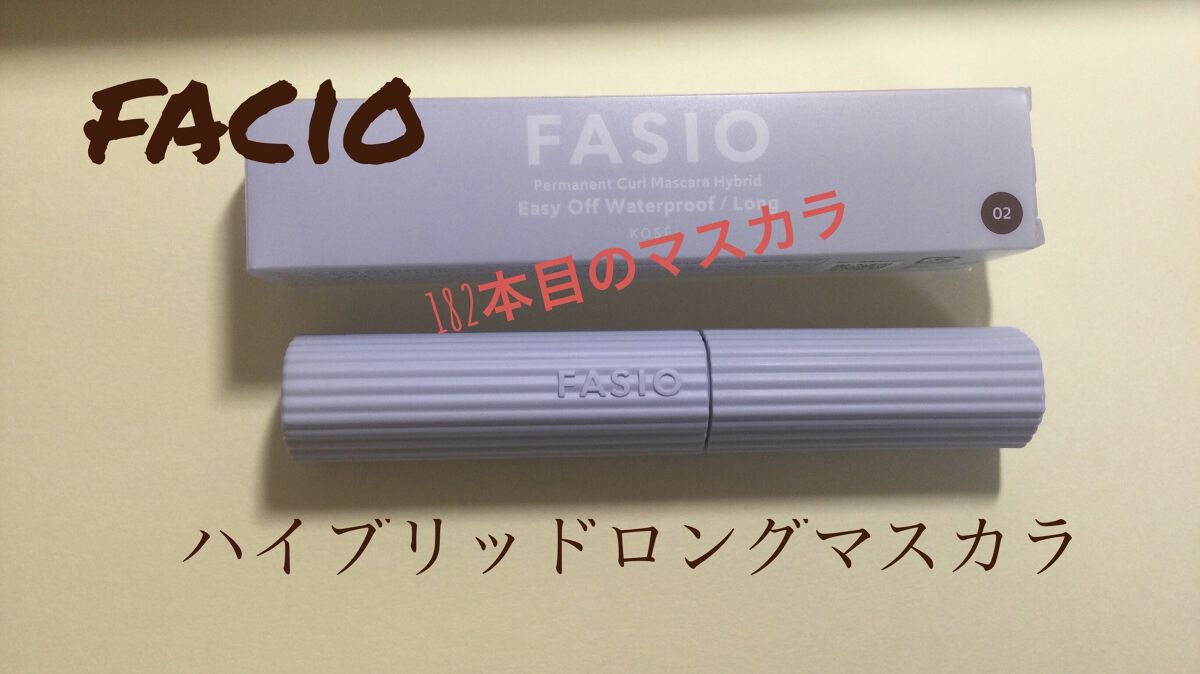 FACIO
FASIO
Permanent Curl Mascara Hybrid
Easy Off Waterproof / Long
KOSÉ
02
182本目のマスカラ
FASIO
ハイブリッドロングマスカラ